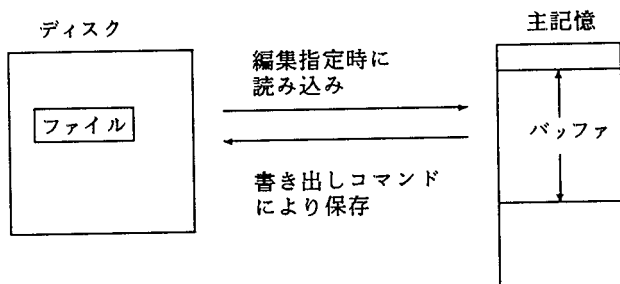 ディスク
主記憶
編集指定時に
読み込み
ファイル
バッファ
書き出しコマンド
により保存